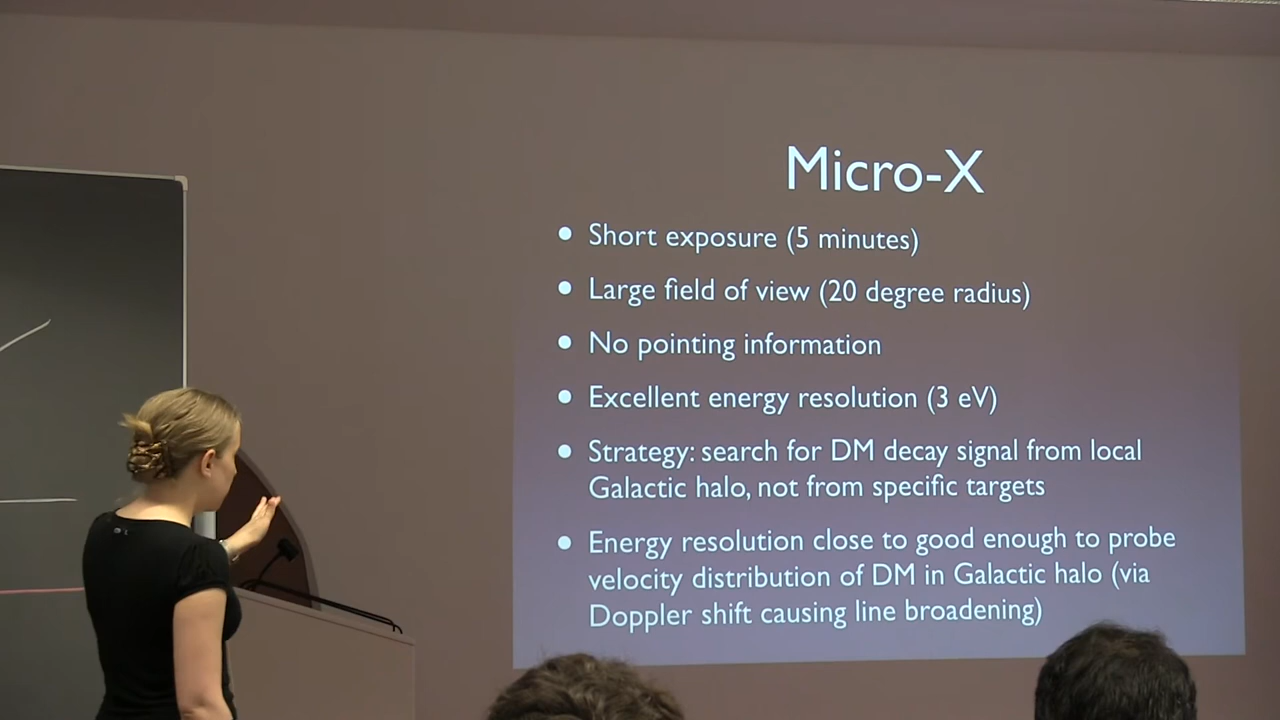 Micro-X
• Short exposure (5 minutes)
• Large field of view (20 degree radius)
• No pointing information
• Excellent energy resolution (3 eV)
• Strategy: search for DM decay signal from local
Galactic halo, not from specific targets
• Energy resolution close to good enough to probe
velocity distribution of DM in Galactic halo (via
Doppler shift causing line broadening)